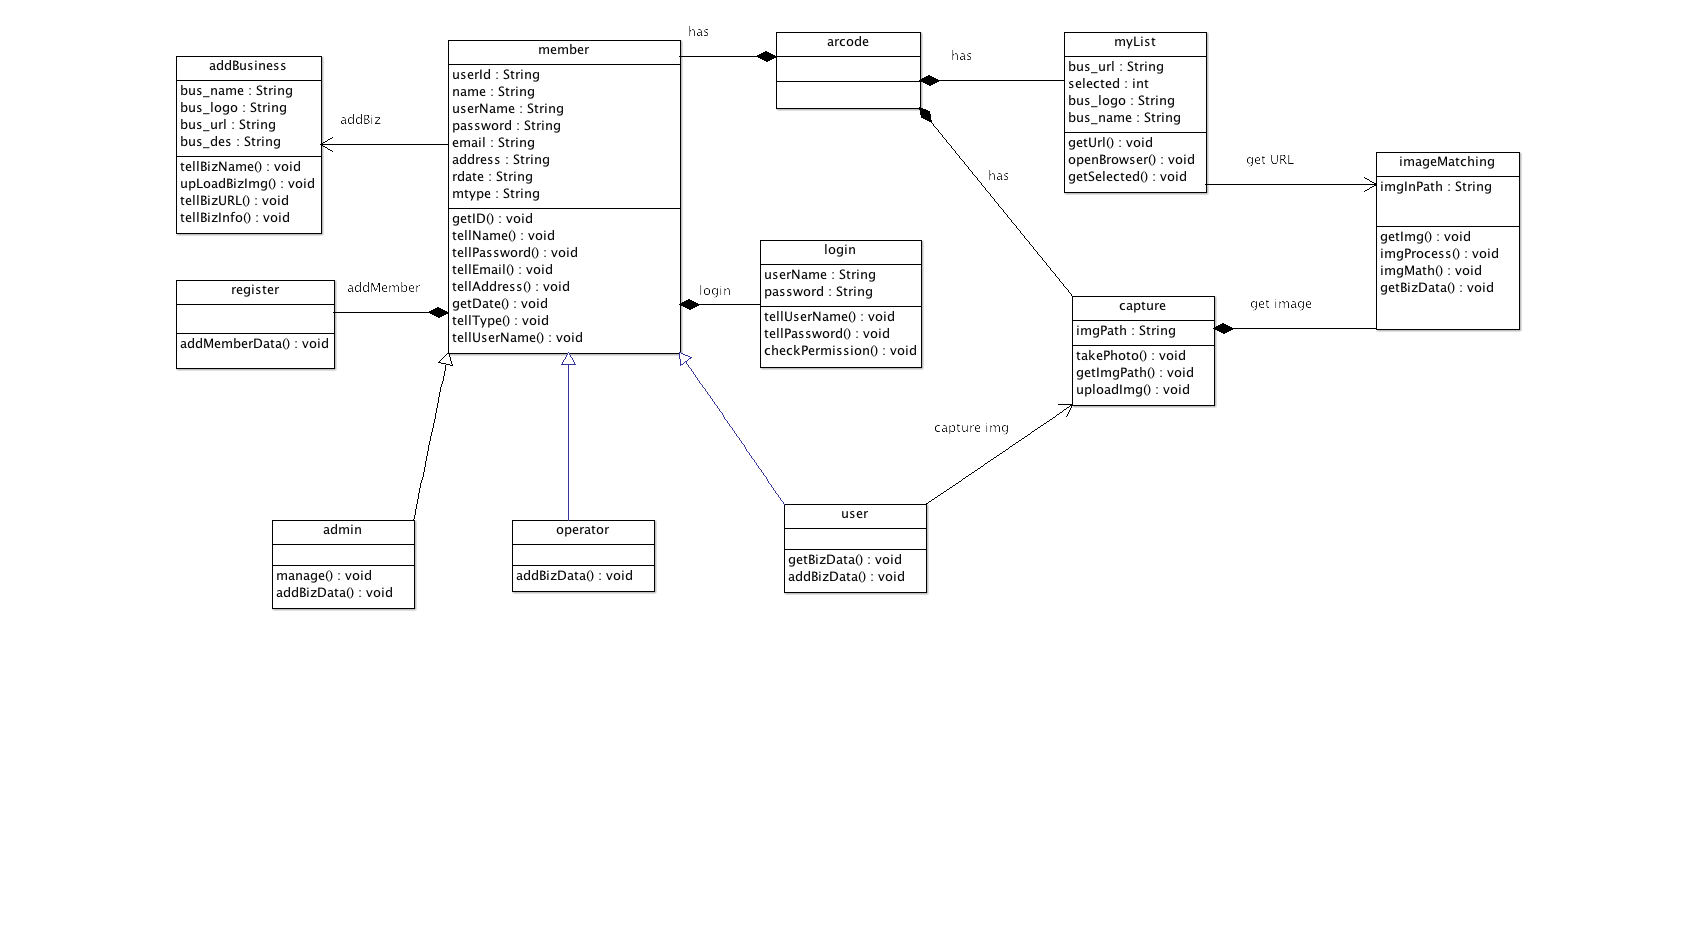 has
arcode
myList
member
has
addBusiness
bus_name : String
bus_logo : String
bus_url : String
bus_des : String
tellBizName() : void
upLoadBizImg() : void
tellBizURL() : void
tellBizInfo() : void
addBiz
userId : String
name : String
userName : String
password : String
email : String
address : String
rdate : String
mtype : String
getID() : void
tellName() : void
tellPassword() : void
tellEmail() : void
tellAddress() : void
getDate() : void
tellType() : void
tellUserName() : void
bus_url : String
selected : int
bus_logo : String
bus_name : String
getUrl() : void
openBrowser() : void
getSelected() : void
get URL
imageMatching
imgInPath : String
getImg() : void
imgProcess() : void
imgMath() : void
getBizData() : void
has
login
userName : String
password : String
tellUserName() : void
tellPassword() : void
checkPermission() : void
login
register
addMemberData() : void
addMember
capture
imgPath : String
takePhoto() : void
getImgPath() : void
uploadImg() : void
get image
capture img
admin
manage() : void
addBizData() : void
operator
addBizData() : void
user
getBizData() : void
addBizData() : void